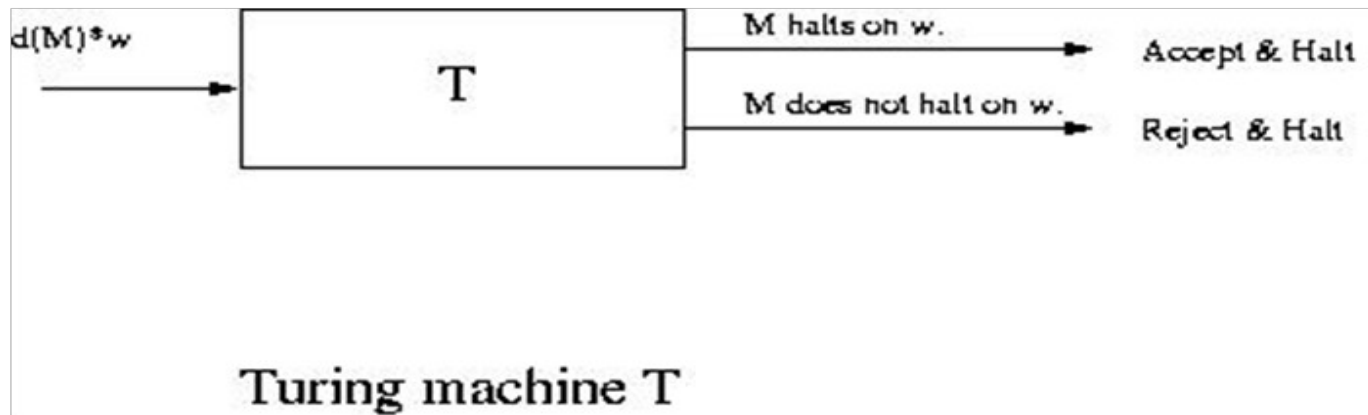 d(M)*w
T
M halts on w.
Accept & Halt
M does not halt on w.
Reject & Halt
Turing machine T